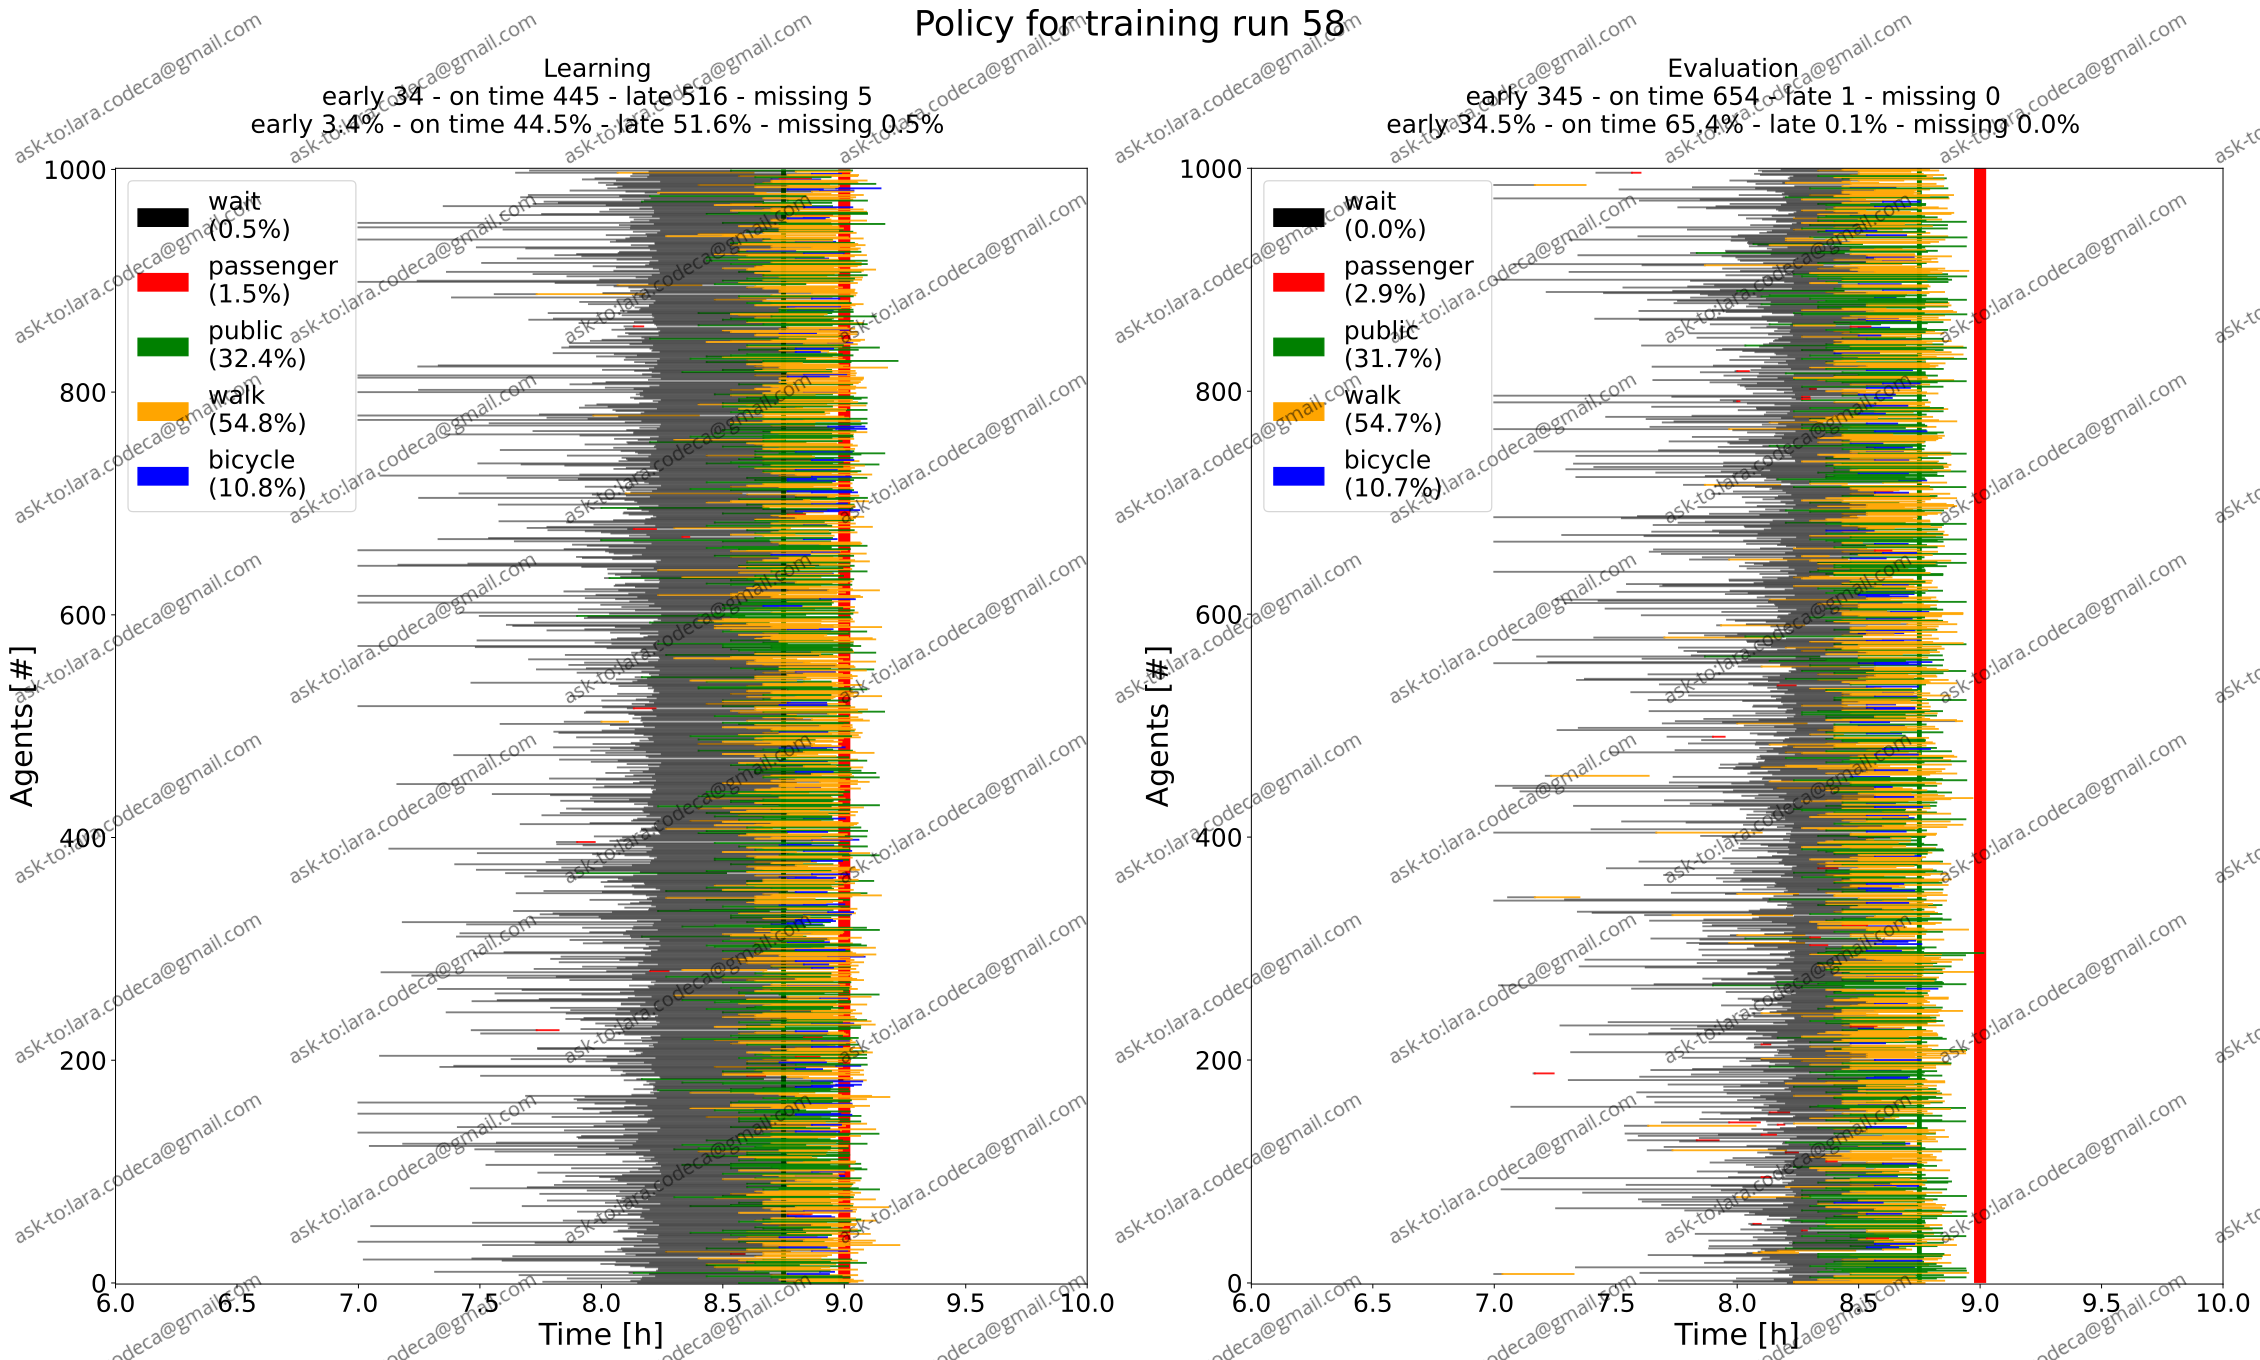 Policy for training run 58
Learning
early 34 - on time 445 - late 516 - missing 5
early 3.4% - on time 44.5% - late 51.6% - missing 0.5%
Agents [#]
1000
800
600
400
200
0
wait
(0.5%)
passenger
(1.5%)
public
(32.4%)
walk
(54.8%)
bicycle
(10.8%)
6.0 6.5 7.0 7.5 8.0 8.5 9.0 9.5 10.0
Time [h]
Evaluation
early 345 - on time 654 - late 1 - missing 0
early 34.5% - on time 65.4% - late 0.1% - missing 0.0%
Agents [#]
1000
800
600
400
200
0
wait
(0.0%)
passenger
(2.9%)
public
(31.7%)
walk
(54.7%)
bicycle
(10.7%)
6.0 6.5 7.0 7.5 8.0 8.5 9.0 9.5 10.0
Time [h]
ask-to:lara.codeca@gmail.com